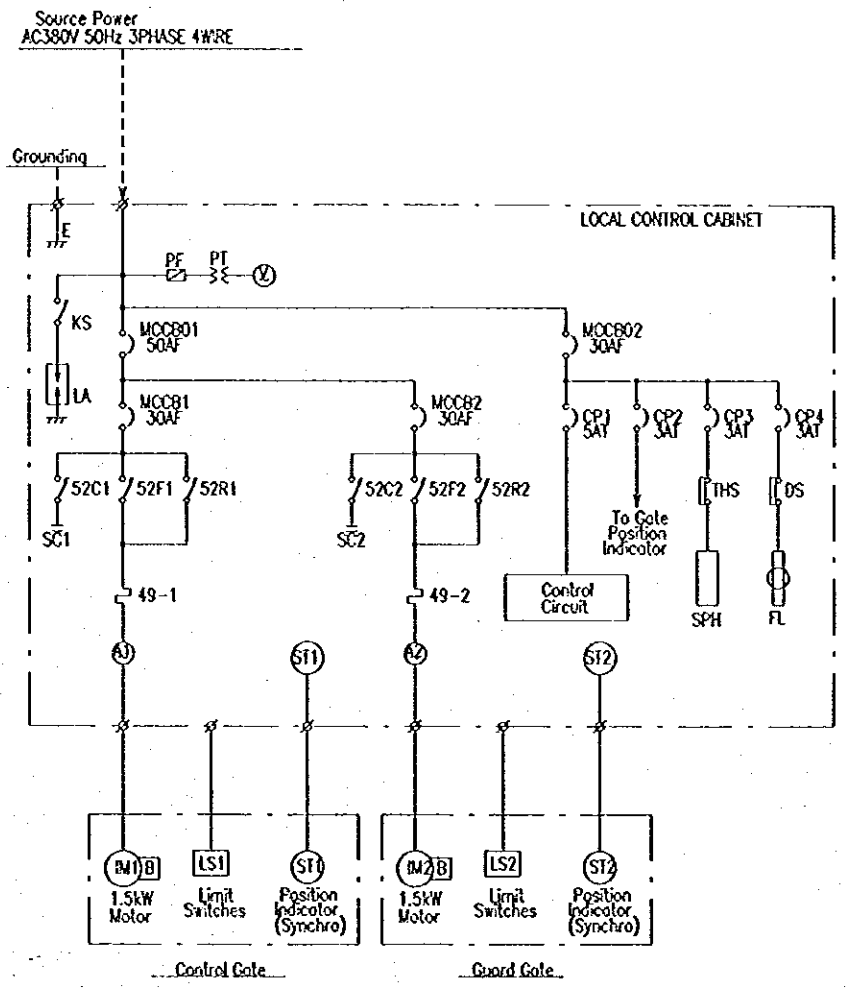 Source Power
AC380V 50Hz 3PHASE 4WIRE
Grounding
E
LOCAL CONTROL CABINET
PF
PT
V
KS
MCCB01
50AF
MCCB02
30AF
LA
MCCB1
30AF
MCCB2
30AF
CP1
5AT
CP2
3AT
CP3
3AT
CP4
3AT
52C1
52F1
52R1
52C2
52F2
52R2
THS
DS
SC1
SC2
To Gate
Position
Indicator
49-1
49-2
Control
Circuit
SPH
FL
A1
ST1
A2
ST2
IM1
B
LS1
ST1
IM2
B
LS2
ST2
1.5kW
Motor
Limit
Switches
Position
Indicator
(Synchro)
1.5kW
Motor
Limit
Switches
Position
Indicator
(Synchro)
Control Gate
Guard Gate